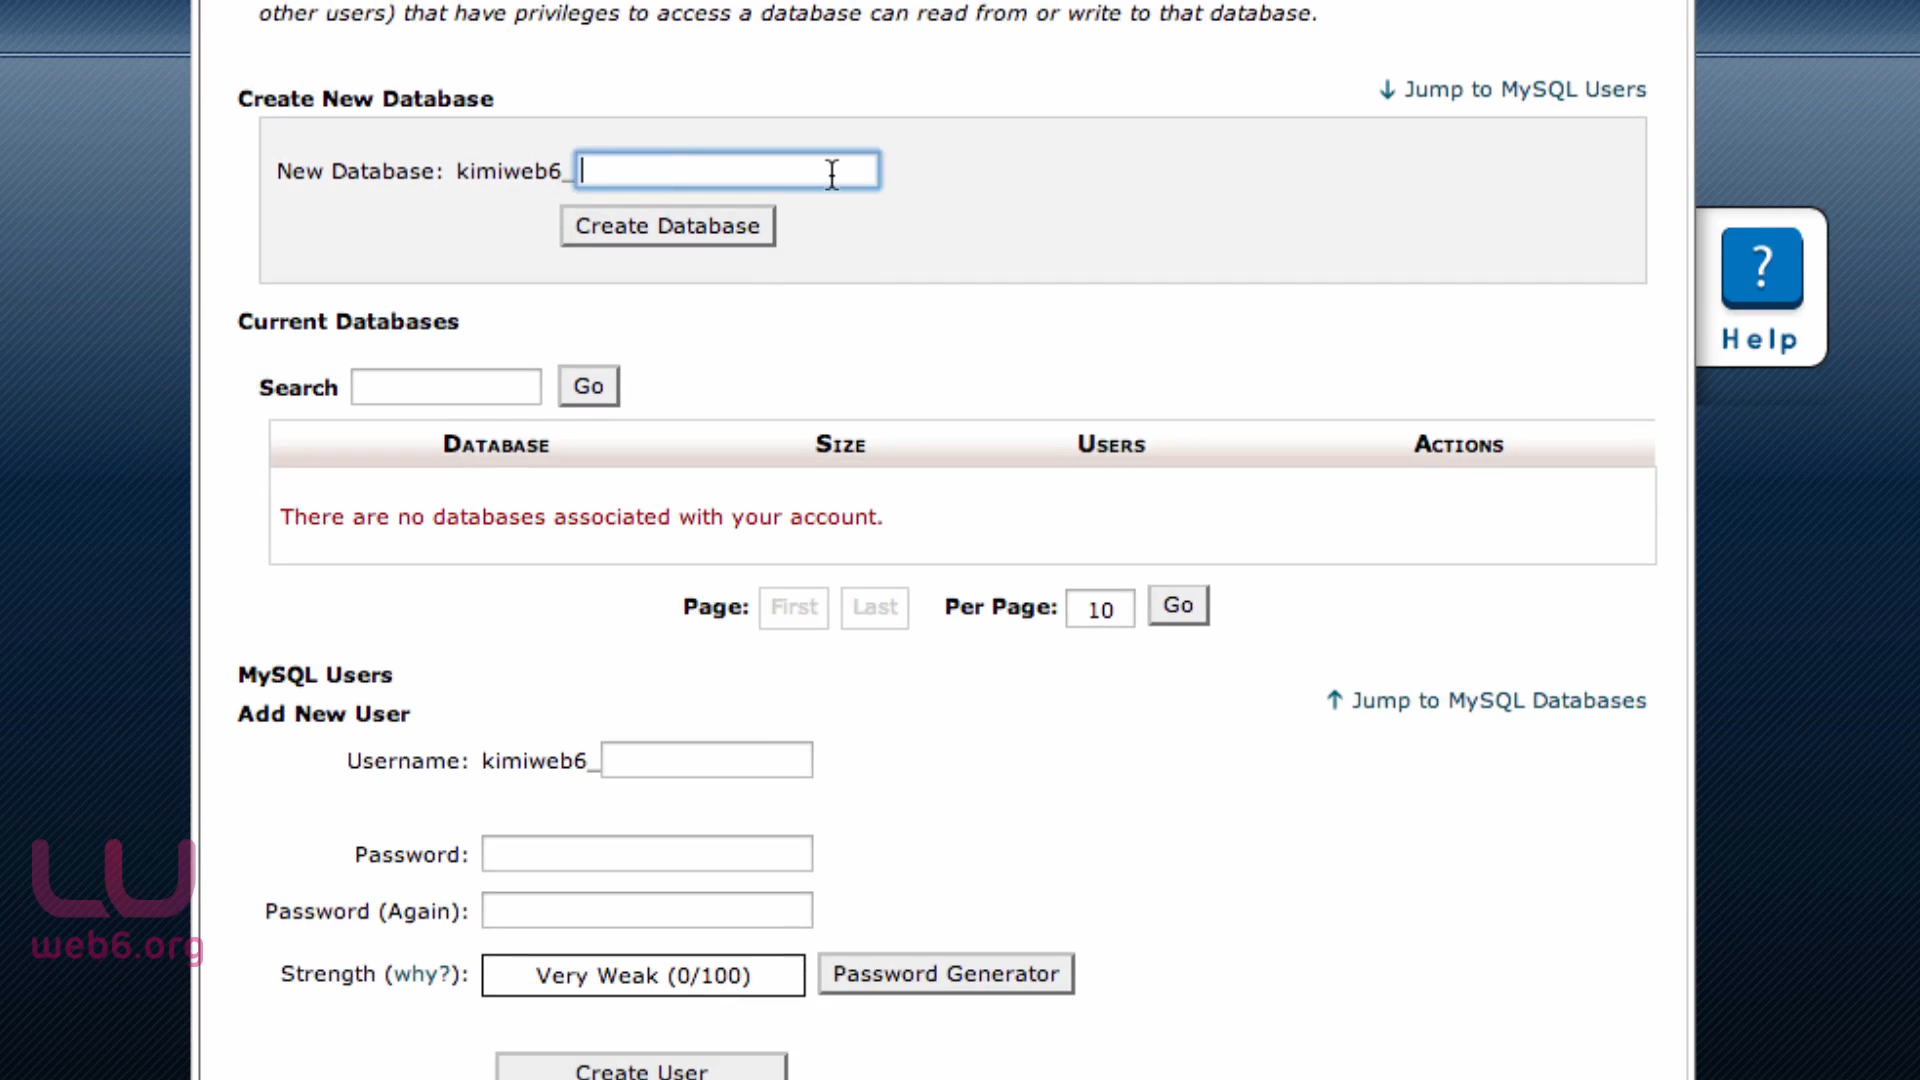 other users) that have privileges to access a database can read from or write to that database.
↓ Jump to MySQL Users
Create New Database
New Database: kimiweb6_
Create Database
?
Help
Current Databases
Search Go
DATABASE SIZE USERS ACTIONS
There are no databases associated with your account.
Page: First Last Per Page: 10 Go
MySQL Users
↑ Jump to MySQL Databases
Add New User
Username: kimiweb6_
Password:
Password (Again):
web6.org
Strength (why?): Very Weak (0/100) Password Generator
Create User